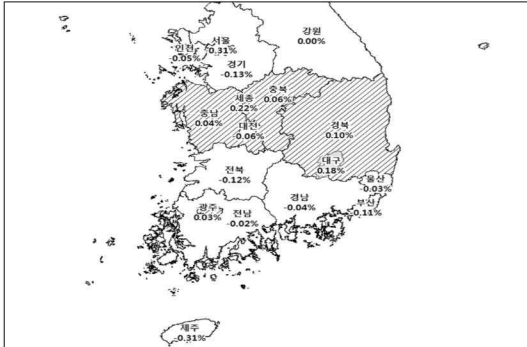 서울
-0.31%
인천
-0.05%
경기
-0.13%
강원
0.00%
충북
0.06%
세종
0.22%
충남
0.04%
대전
-0.06%
경북
0.10%
대구
0.18%
전북
-0.12%
울산
-0.03%
경남
-0.04%
부산
-0.11%
광주
0.03%
전남
-0.02%
제주
-0.31%